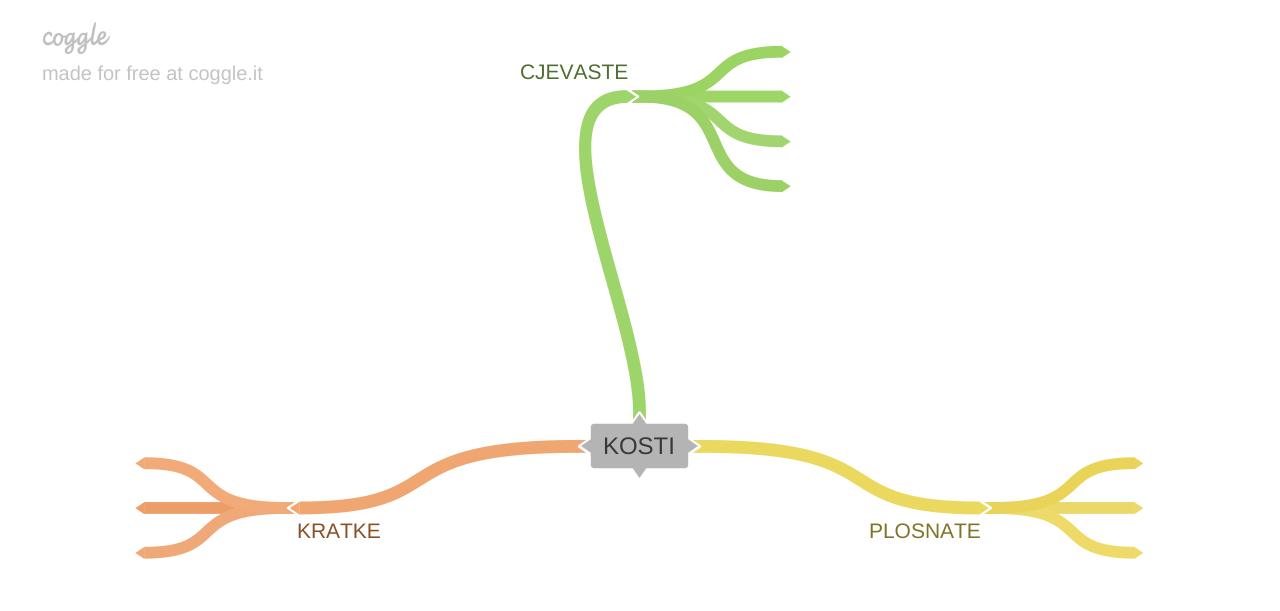 coggle
made for free at coggle.it
CJEVASTE
KOSTI
KRATKE
PLOSNATE